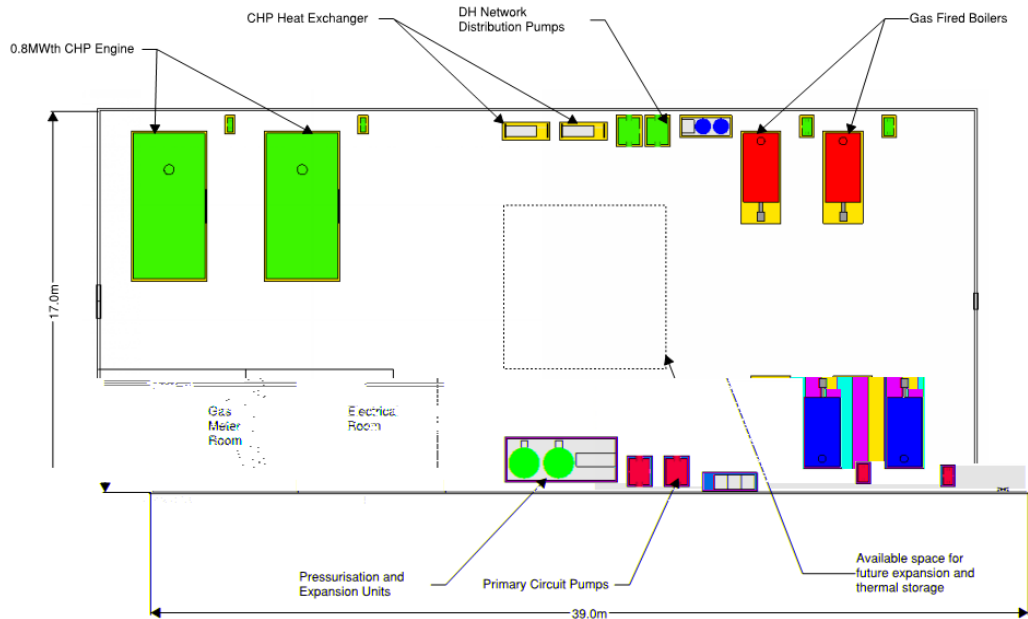 0.8MWth CHP Engine
CHP Heat Exchanger
DH Network
Distribution Pumps
Gas Fired Boilers
17.0m
Gas
Meter
Room
Electrical
Room
Pressurisation and
Expansion Units
Primary Circuit Pumps
Available space for
future expansion and
thermal storage
39.0m